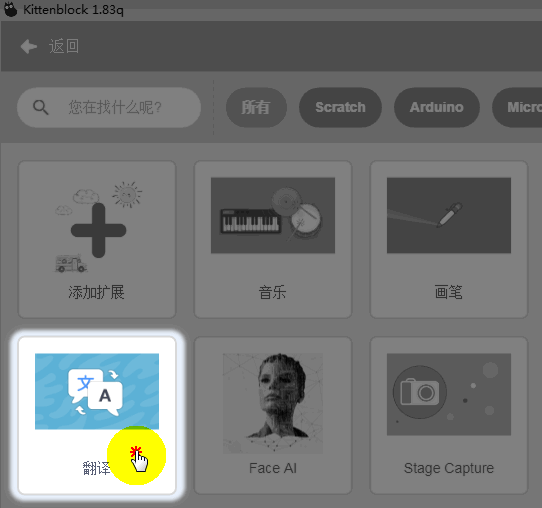 Kittenblock 1.83q
返回
您在找什么呢?
所有
Scratch
Arduino
Micro
添加扩展
音乐
画笔
文
A
翻译
Face AI
Stage Capture